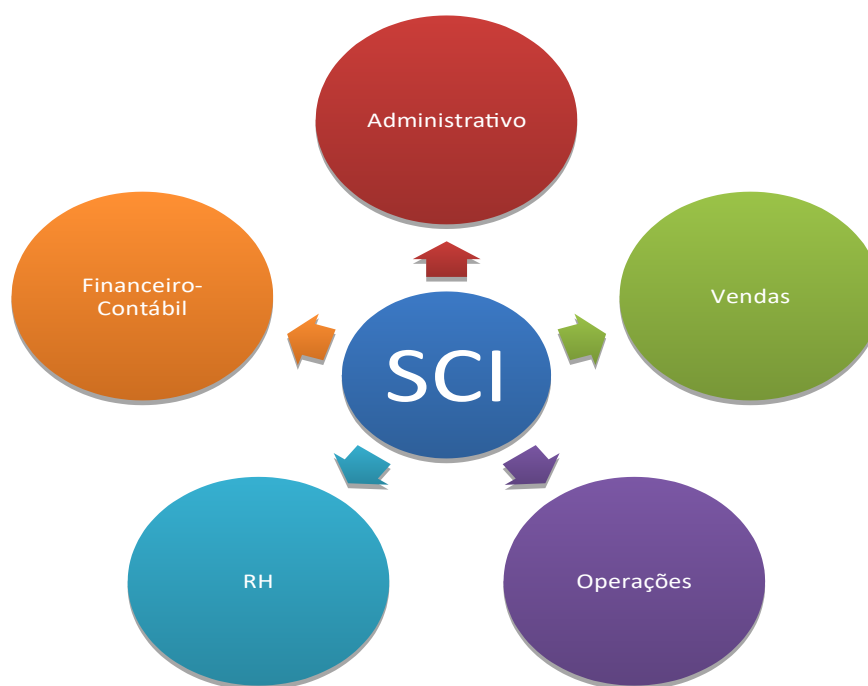 Administrativo
Financeiro-
Contábil
Vendas
SCI
RH
Operações